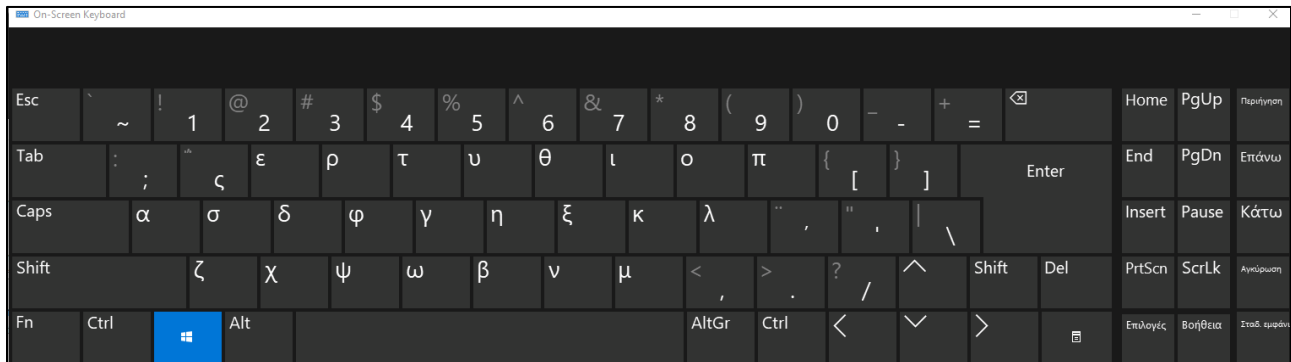 On-Screen Keyboard
Esc ` ~ ! 1 @ 2 # 3 $ 4 % 5 ^ 6 & 7 * 8 ( 9 ) 0 _ - + = Home PgUp Περιήγηση
Tab : ; ΅ ς ε ρ τ υ θ ι ο π { [ } ] Enter End PgDn Επάνω
Caps α σ δ φ γ η ξ κ λ ¨ ΄ " ' | \ Insert Pause Κάτω
Shift ζ χ ψ ω β ν μ < , > . ? / Shift Del PrtScn ScrLk Αγκύρωση
Fn Ctrl Alt AltGr Ctrl Επιλογές Βοήθεια Σταδ. εμφάνι